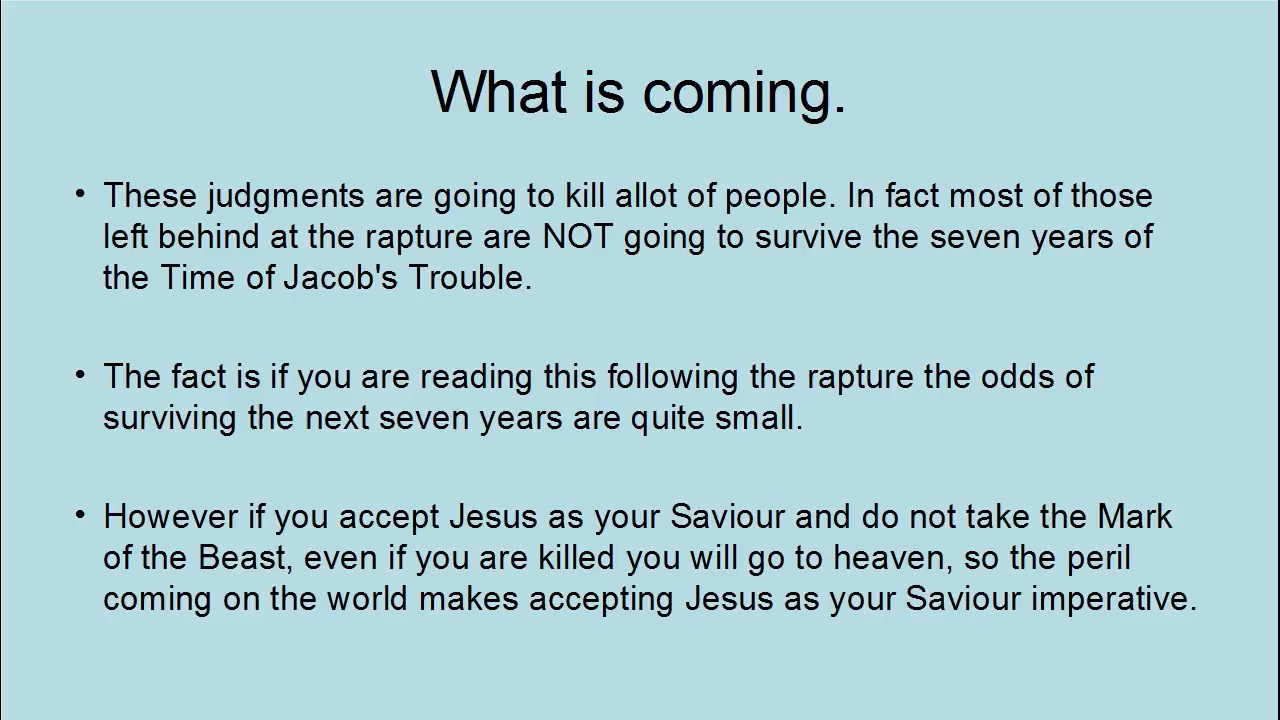 What is coming.
• These judgments are going to kill allot of people. In fact most of those
left behind at the rapture are NOT going to survive the seven years of
the Time of Jacob's Trouble.
• The fact is if you are reading this following the rapture the odds of
surviving the next seven years are quite small.
• However if you accept Jesus as your Saviour and do not take the Mark
of the Beast, even if you are killed you will go to heaven, so the peril
coming on the world makes accepting Jesus as your Saviour imperative.